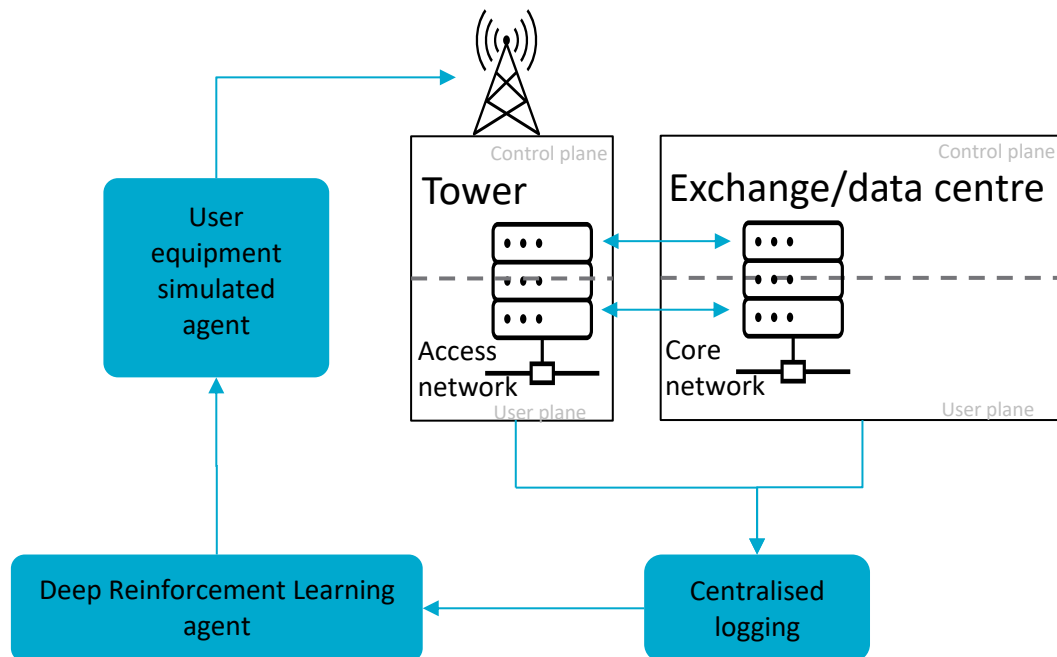 Control plane
Tower
Access
network
User plane
Control plane
Exchange/data centre
Core
network
User plane
User
equipment
simulated
agent
Deep Reinforcement Learning
agent
Centralised
logging